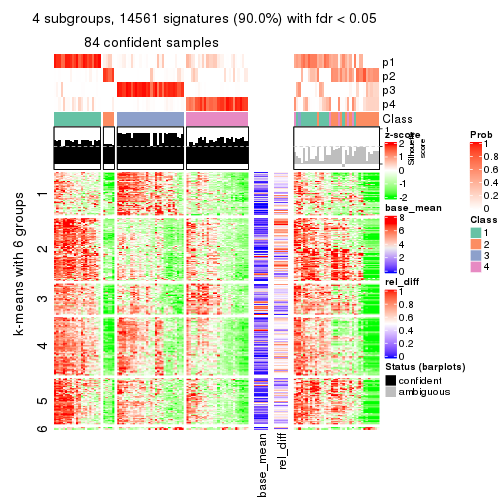 4 subgroups, 14561 signatures (90.0%) with fdr < 0.05
84 confident samples
p1
p2
p3
p4
Class
1
Silhouette
score
z-score
2
1
0
-1
-2
base_mean
8
6
4
2
0
rel_diff
1
0.8
0.6
0.4
0.2
0
Status (barplots)
confident
ambiguous
Prob
1
0.8
0.6
0.4
0.2
0
Class
1
2
3
4
k-means with 6 groups
1
2
3
4
5
6
base_mean
rel_diff